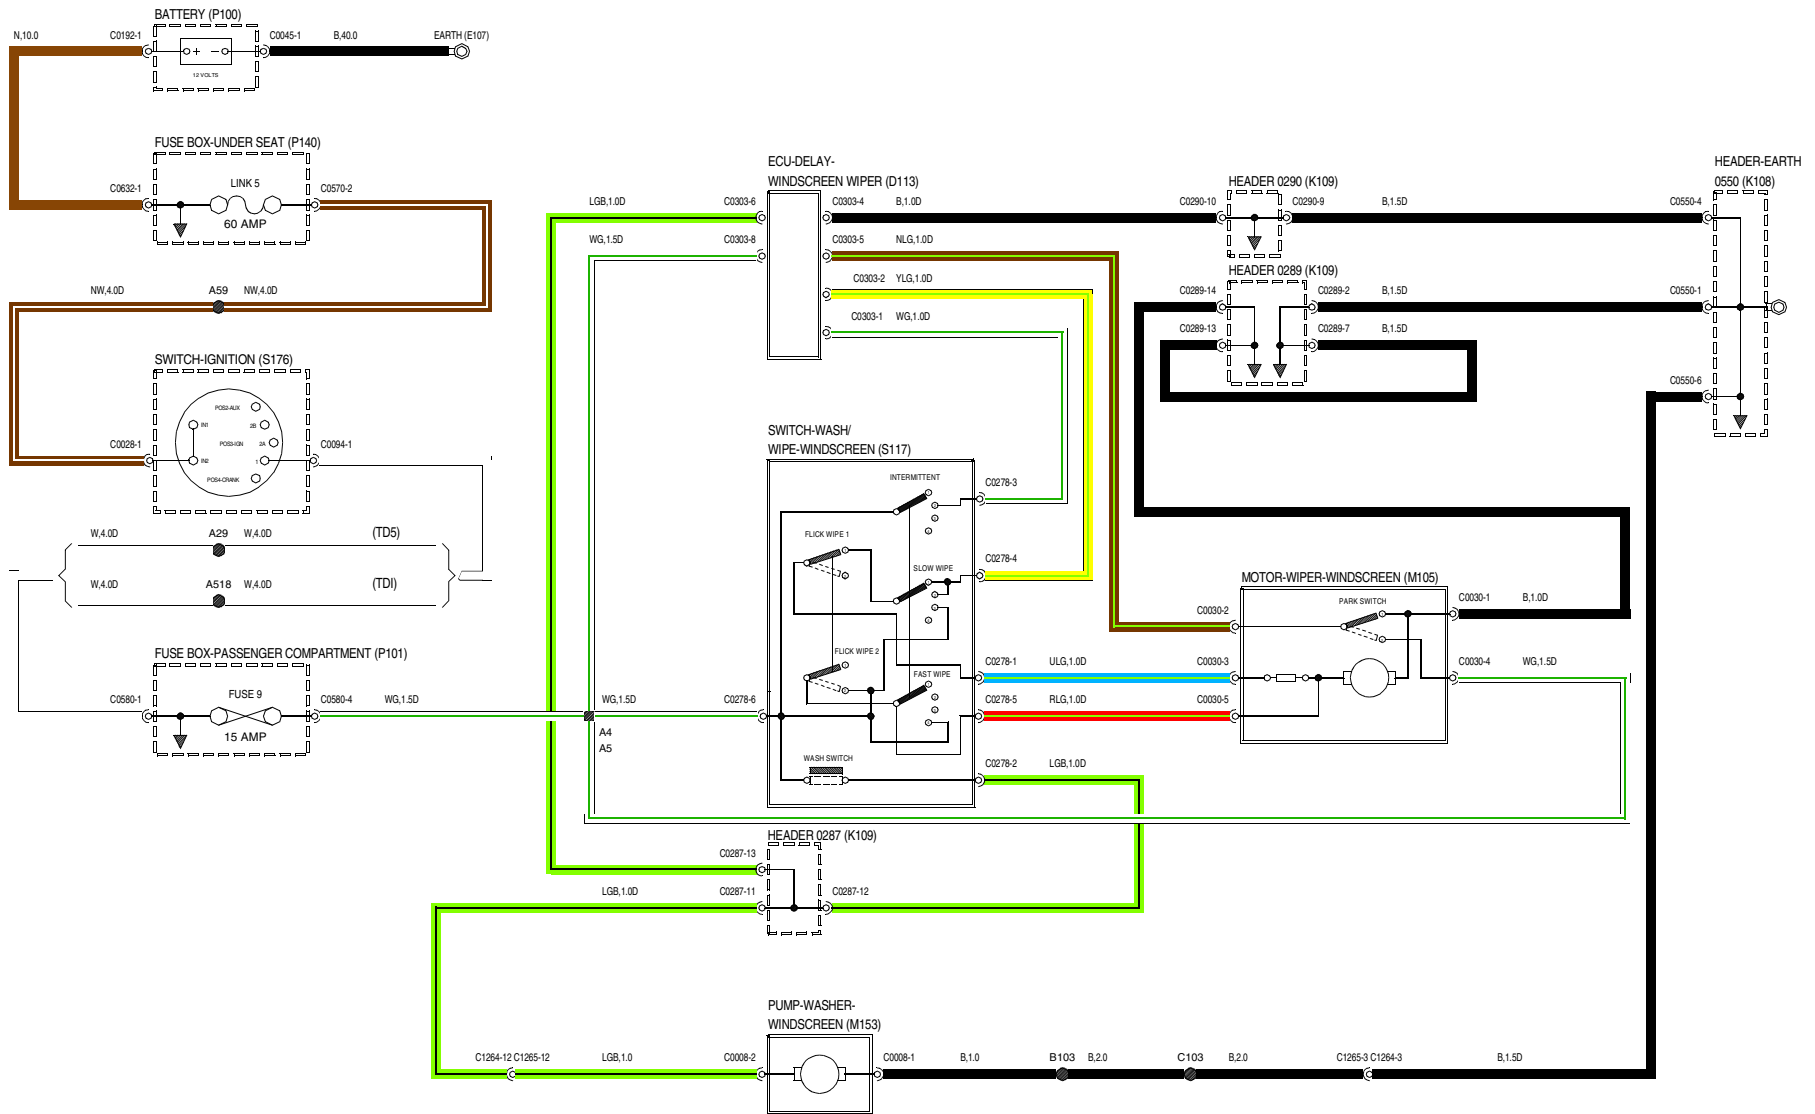 BATTERY (P100)
N,10.0
C0192-1
+ −
12 VOLTS
C0045-1
B,40.0
EARTH (E107)
FUSE BOX-UNDER SEAT (P140)
C0632-1
LINK 5
60 AMP
C0570-2
NW,4.0D
A59
NW,4.0D
SWITCH-IGNITION (S176)
POS2-AUX
IN1
2B
POS3-IGN
2A
IN2
1
POS4-CRANK
C0028-1
C0094-1
W,4.0D
A29
W,4.0D
(TD5)
W,4.0D
A518
W,4.0D
(TDI)
FUSE BOX-PASSENGER COMPARTMENT (P101)
C0580-1
FUSE 9
15 AMP
C0580-4
WG,1.5D
WG,1.5D
C0278-6
A4
A5
ECU-DELAY-
WINDSCREEN WIPER (D113)
LGB,1.0D
C0303-6
WG,1.5D
C0303-8
C0303-4
B,1.0D
C0303-5
NLG,1.0D
C0303-2
YLG,1.0D
C0303-1
WG,1.0D
SWITCH-WASH/
WIPE-WINDSCREEN (S117)
INTERMITTENT
C0278-3
FLICK WIPE 1
SLOW WIPE
C0278-4
FLICK WIPE 2
FAST WIPE
C0278-1
ULG,1.0D
C0030-3
C0278-5
RLG,1.0D
C0030-5
WASH SWITCH
C0278-2
LGB,1.0D
HEADER 0290 (K109)
C0290-10
C0290-9
B,1.5D
C0550-4
HEADER 0289 (K109)
C0289-14
C0289-2
B,1.5D
C0550-1
C0289-13
C0289-7
B,1.5D
C0550-6
HEADER-EARTH
0550 (K108)
MOTOR-WIPER-WINDSCREEN (M105)
C0030-2
PARK SWITCH
C0030-1
B,1.0D
C0030-4
WG,1.5D
HEADER 0287 (K109)
C0287-13
LGB,1.0D
C0287-11
C0287-12
PUMP-WASHER-
WINDSCREEN (M153)
C1264-12 C1265-12
LGB,1.0
C0008-2
C0008-1
B,1.0
B103
B,2.0
C103
B,2.0
C1265-3 C1264-3
B,1.5D